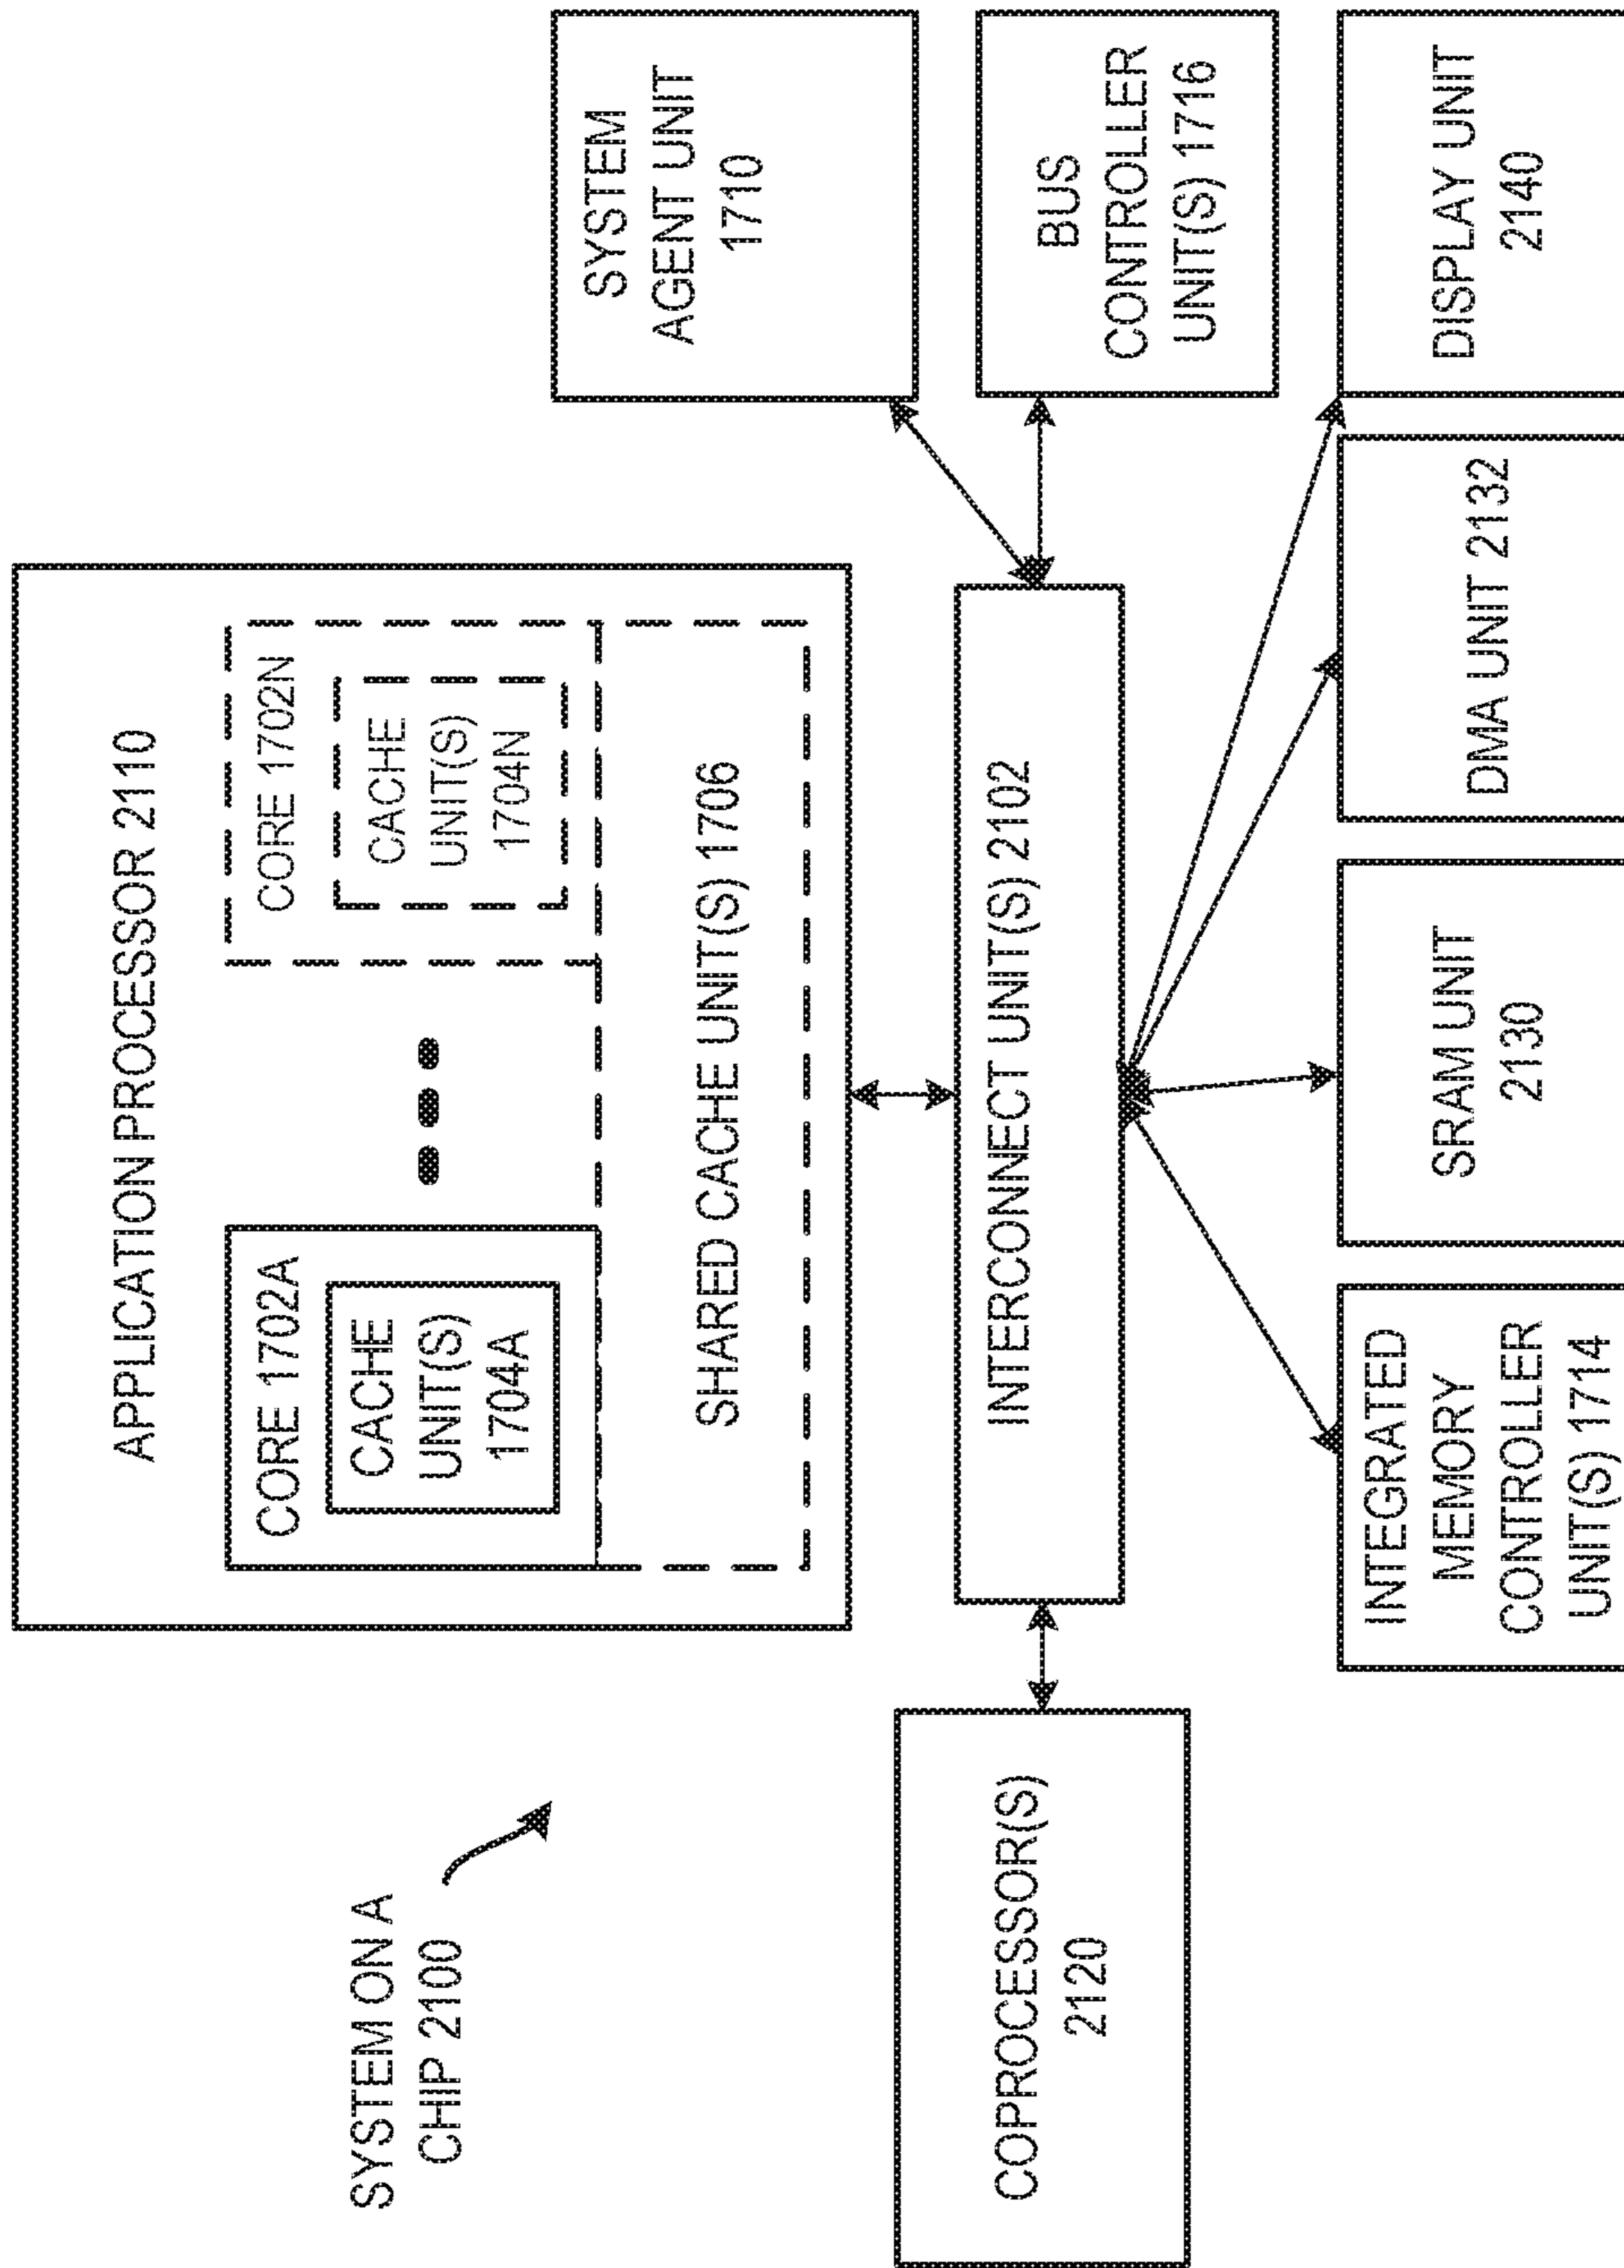 SYSTEM ON A
CHIP 2100
APPLICATION PROCESSOR 2110
CORE 1702A
CACHE
UNIT(S)
1704A
CORE 1702N
CACHE
UNIT(S)
1704N
SHARED CACHE UNIT(S) 1706
SYSTEM
AGENT UNIT
1710
COPROCESSOR(S)
2120
INTERCONNECT UNIT(S) 2102
BUS
CONTROLLER
UNIT(S) 1716
INTEGRATED
MEMORY
CONTROLLER
UNIT(S) 1714
SRAM UNIT
2130
DMA UNIT 2132
DISPLAY UNIT
2140